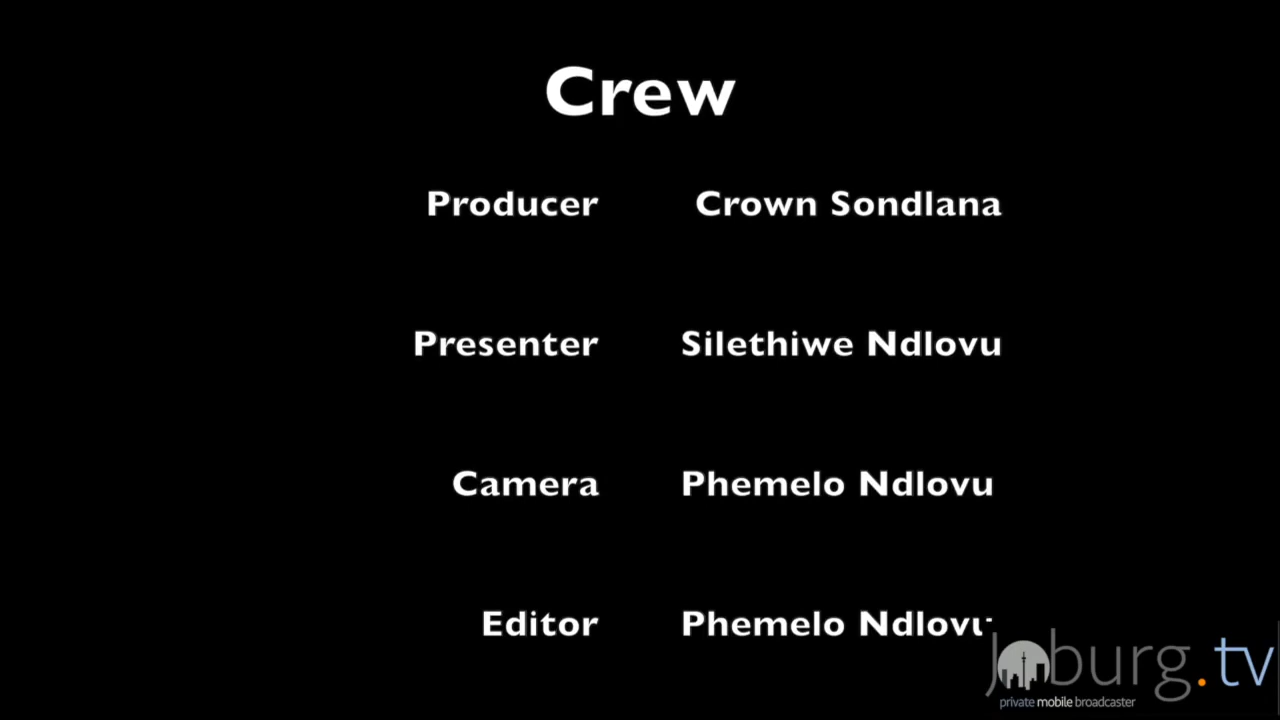 Crew
Producer Crown Sondlana
Presenter Silethiwe Ndlovu
Camera Phemelo Ndlovu
Editor Phemelo Ndlovu
Joburg.tv
private mobile broadcaster